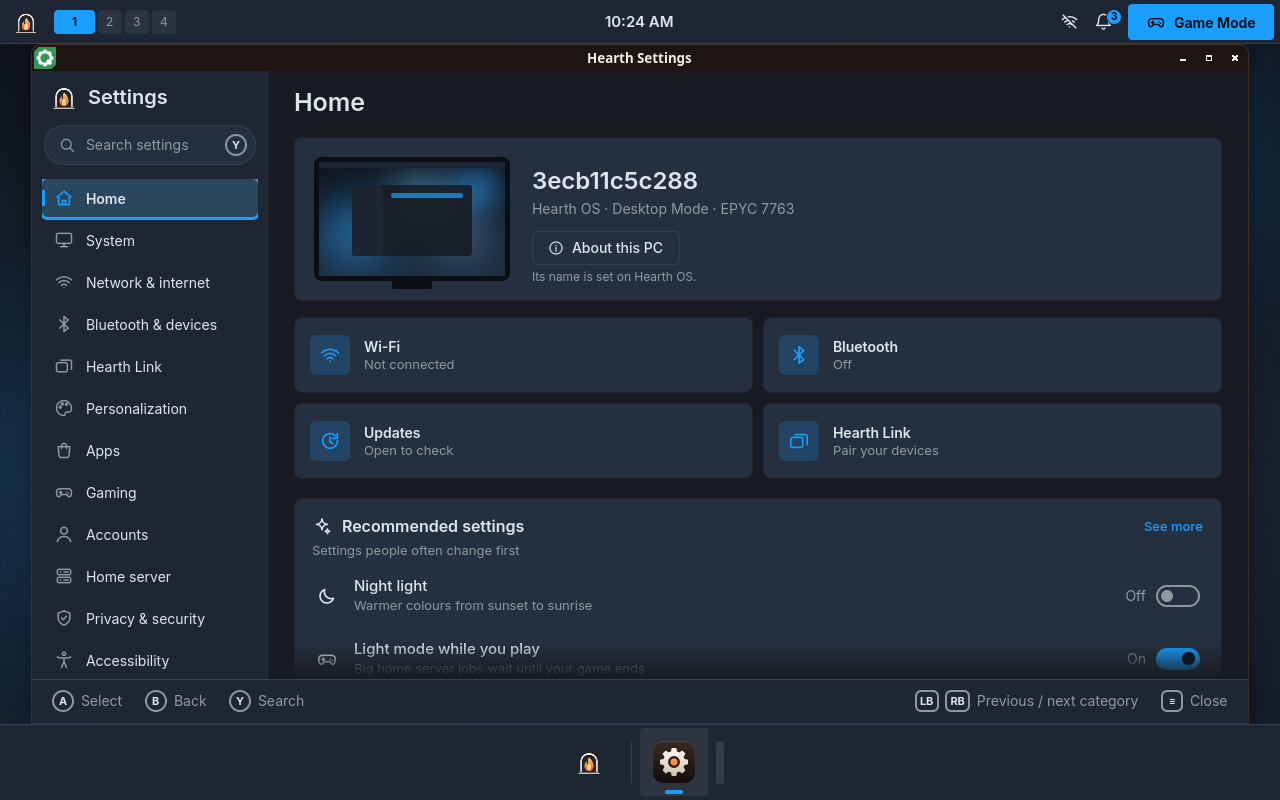 1
2
3
4
10:24 AM
3
Game Mode
Hearth Settings
Settings
Search settings
Y
Home
System
Network & internet
Bluetooth & devices
Hearth Link
Personalization
Apps
Gaming
Accounts
Home server
Privacy & security
Accessibility
Home
3ecb11c5c288
Hearth OS · Desktop Mode · EPYC 7763
About this PC
Its name is set on Hearth OS.
Wi-Fi
Not connected
Bluetooth
Off
Updates
Open to check
Hearth Link
Pair your devices
Recommended settings
See more
Settings people often change first
Night light
Warmer colours from sunset to sunrise
Off
Light mode while you play
Big home server jobs wait until your game ends
On
A Select
B Back
Y Search
LB RB Previous / next category
≡ Close